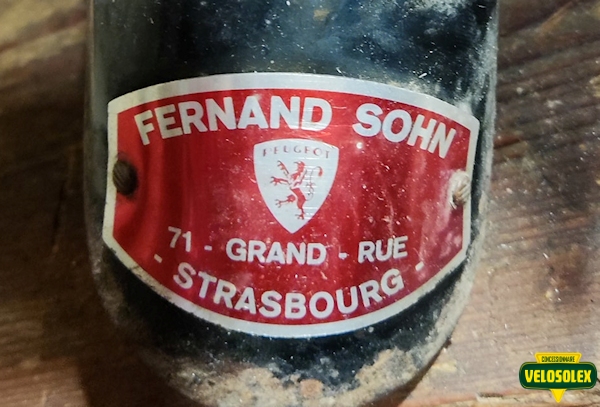 FERNAND SOHN
PEUGEOT
71 - GRAND - RUE
- STRASBOURG -
CONCESSIONNAIRE
VELOSOLEX